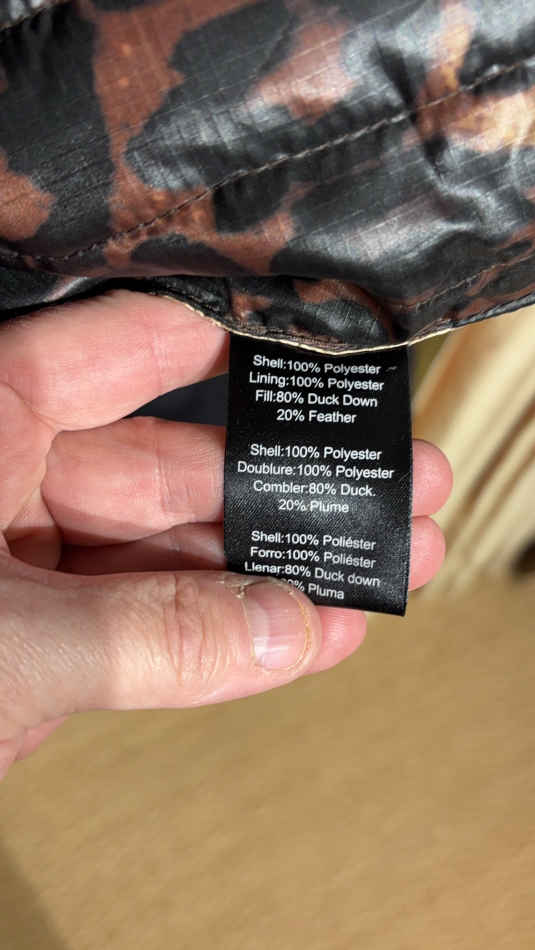 Shell:100% Polyester
Lining:100% Polyester
Fill:80% Duck Down
20% Feather
Shell:100% Polyester
Doublure:100% Polyester
Combler:80% Duck.
20% Plume
Shell:100% Poliéster
Forro:100% Poliéster
Llenar:80% Duck down
Pluma